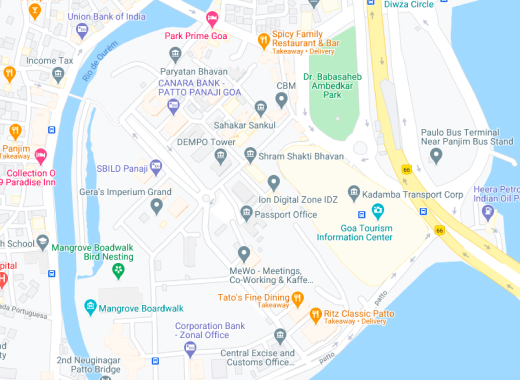 Diwza Circle
Union Bank of India
Park Prime Goa
Spicy Family
Restaurant & Bar
Takeaway • Delivery
Rio de Ourém
Income Tax
Paryatan Bhavan
CANARA BANK -
PATTO PANAJI GOA
CBM
Dr. Babasaheb
Ambedkar
Park
Sahakar Sankul
Panjim
Takeaway
DEMPO Tower
Shram Shakti Bhavan
Paulo Bus Terminal
Near Panjim Bus Stand
Collection O
9 Paradise Inn
SBILD Panaji
66
Gera's Imperium Grand
Ion Digital Zone IDZ
Kadamba Transport Corp
Heera Petro
Indian Oil P
Passport Office
Goa Tourism
Information Center
66
h School
Mangrove Boadwalk
Bird Nesting
MeWo - Meetings,
Co-Working & Kaffe...
spital
Tato's Fine Dining
Takeaway
patto
Mangrove Boardwalk
ada Portuguesa
Ritz Classic Patto
Takeaway • Delivery
Corporation Bank
- Zonal Office
Central Excise and
Customs Office...
patto
2nd Neuginagar
Patto Bridge